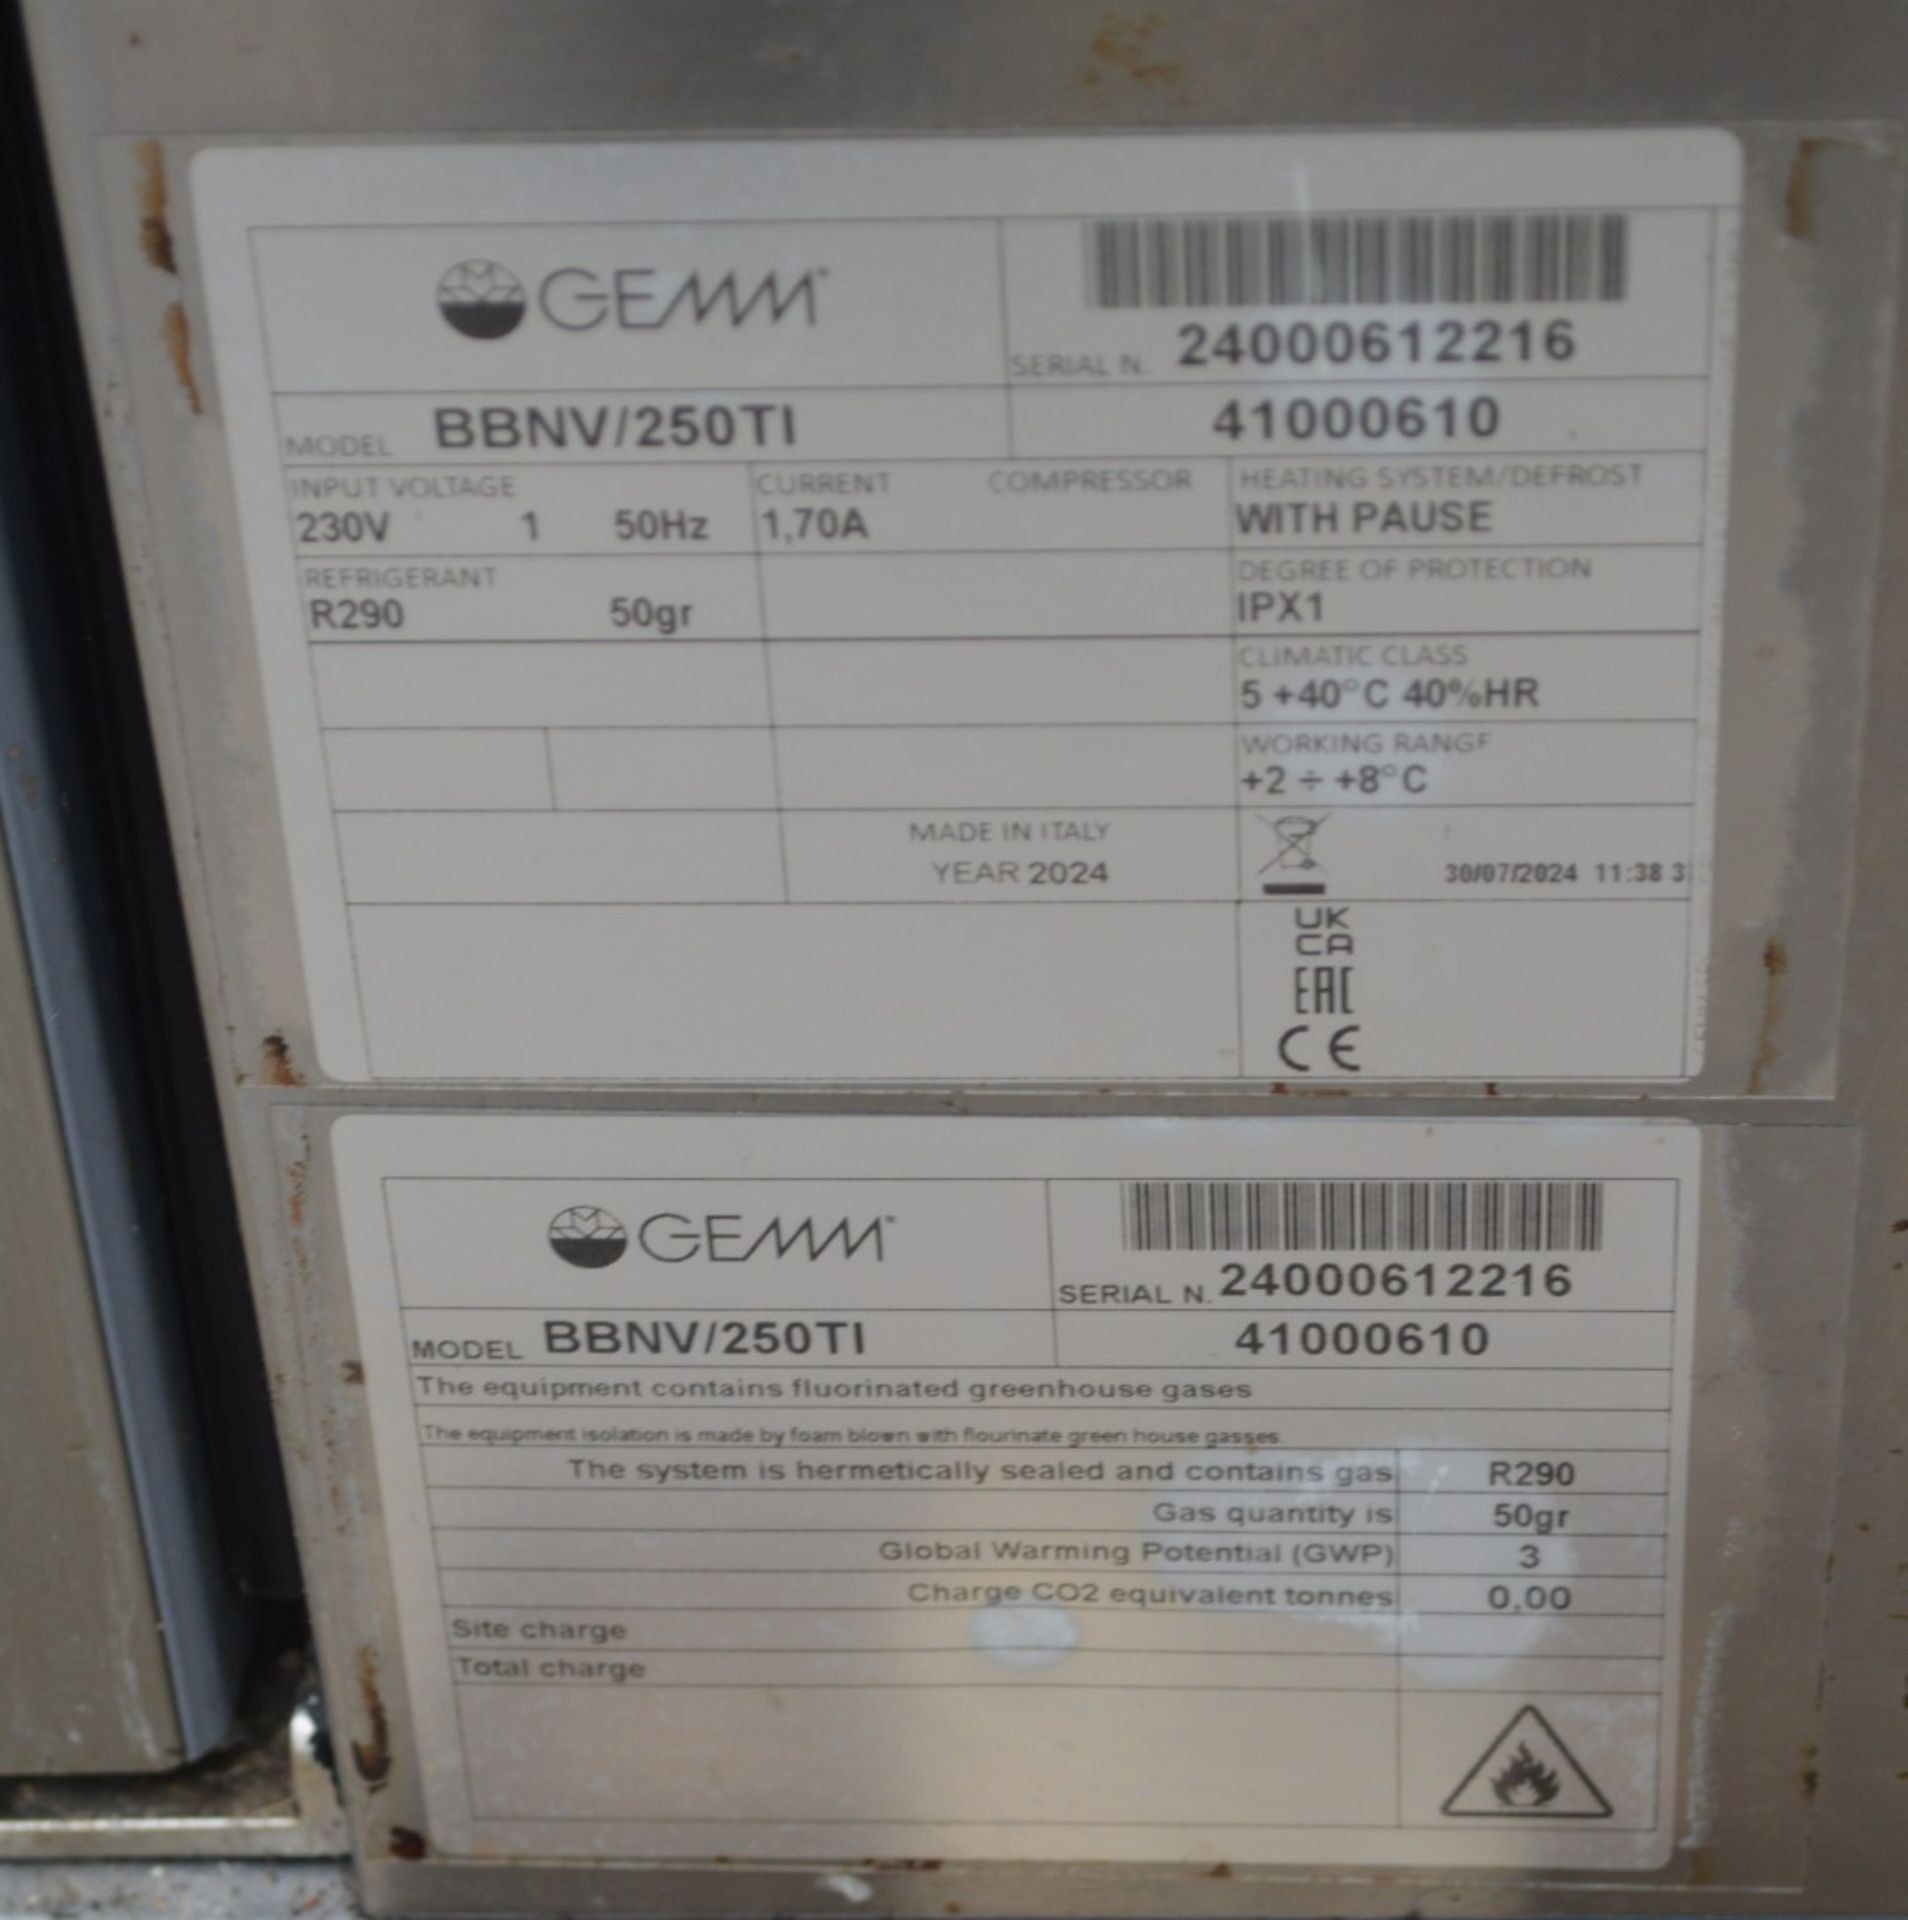 GEMM
SERIAL N. 24000612216
MODEL BBNV/250TI 41000610
INPUT VOLTAGE CURRENT COMPRESSOR HEATING SYSTEM/DEFROST
230V 1 50Hz 1,70A WITH PAUSE
REFRIGERANT DEGREE OF PROTECTION
R290 50gr IPX1
CLIMATIC CLASS
5 +40°C 40%HR
WORKING RANGE
+2 ÷ +8°C
MADE IN ITALY
YEAR 2024 30/07/2024 11:38 3
UK
CA
EAC
CE
GEMM
SERIAL N. 24000612216
MODEL BBNV/250TI 41000610
The equipment contains fluorinated greenhouse gases
The equipment isolation is made by foam blown with flourinate green house gasses.
The system is hermetically sealed and contains gas R290
Gas quantity is 50gr
Global Warming Potential (GWP) 3
Charge CO2 equivalent tonnes 0,00
Site charge
Total charge